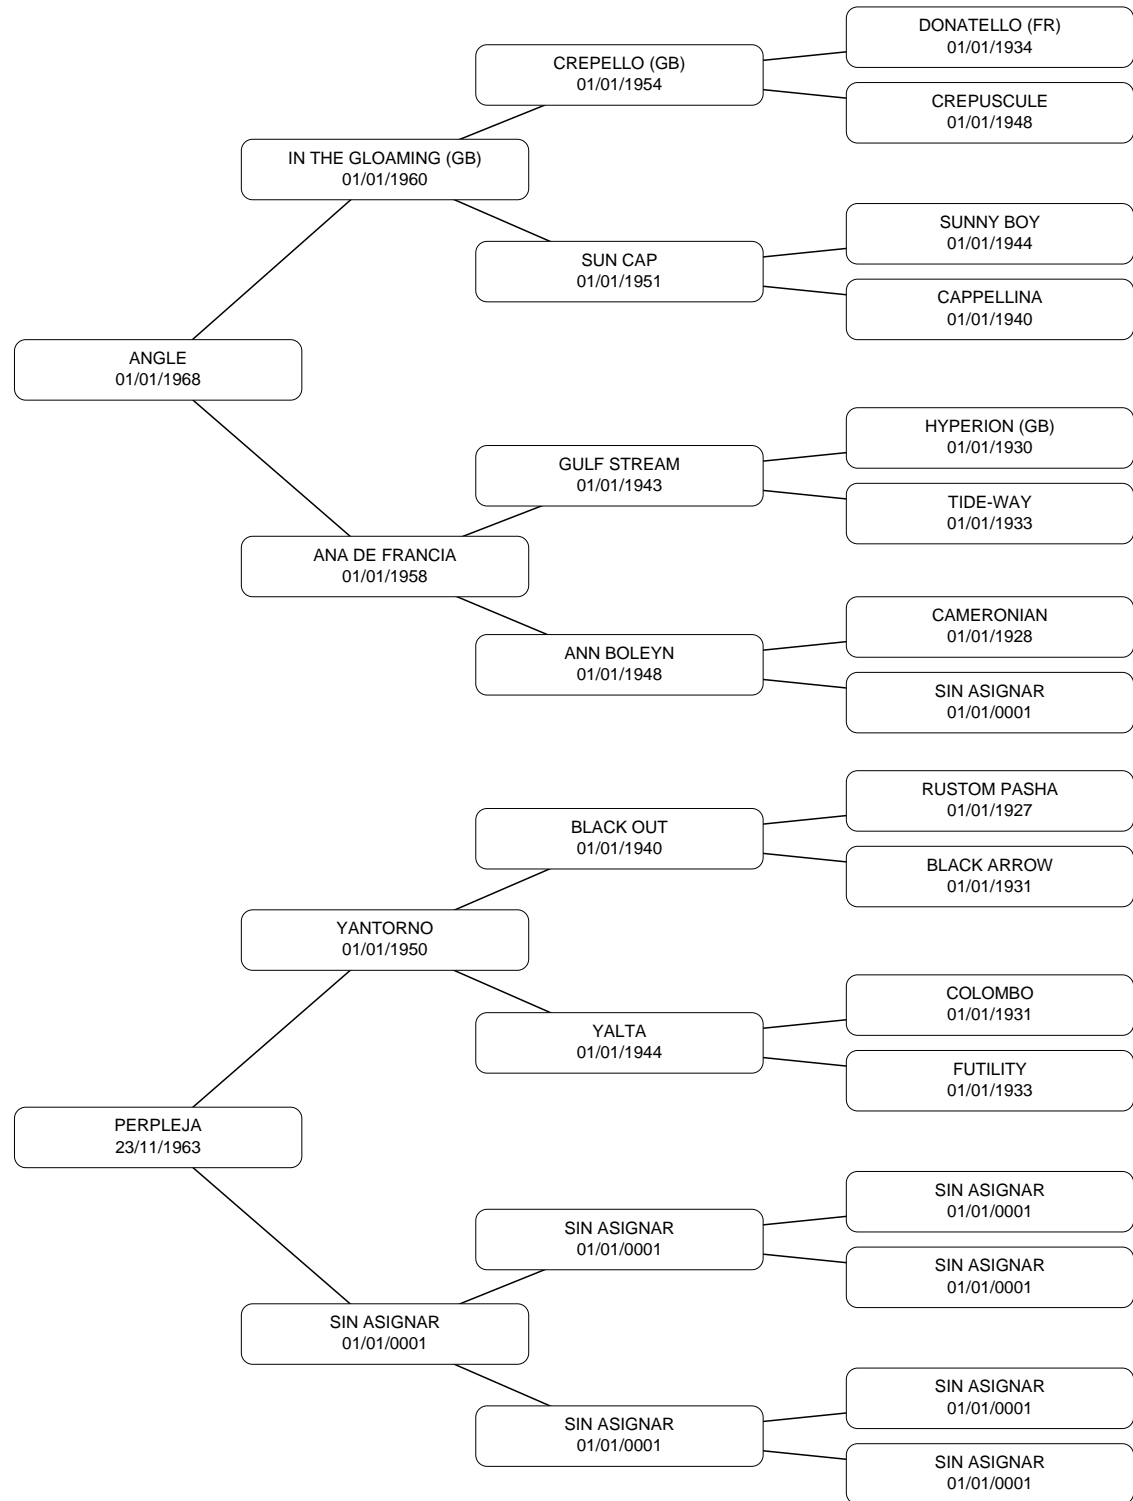 DONATELLO (FR)
01/01/1934
CREPELLO (GB)
01/01/1954
CREPUSCULE
01/01/1948
IN THE GLOAMING (GB)
01/01/1960
SUNNY BOY
01/01/1944
SUN CAP
01/01/1951
CAPPELLINA
01/01/1940
ANGLE
01/01/1968
HYPERION (GB)
01/01/1930
GULF STREAM
01/01/1943
TIDE-WAY
01/01/1933
ANA DE FRANCIA
01/01/1958
CAMERONIAN
01/01/1928
ANN BOLEYN
01/01/1948
SIN ASIGNAR
01/01/0001
RUSTOM PASHA
01/01/1927
BLACK OUT
01/01/1940
BLACK ARROW
01/01/1931
YANTORNO
01/01/1950
COLOMBO
01/01/1931
YALTA
01/01/1944
FUTILITY
01/01/1933
PERPLEJA
23/11/1963
SIN ASIGNAR
01/01/0001
SIN ASIGNAR
01/01/0001
SIN ASIGNAR
01/01/0001
SIN ASIGNAR
01/01/0001
SIN ASIGNAR
01/01/0001
SIN ASIGNAR
01/01/0001
SIN ASIGNAR
01/01/0001